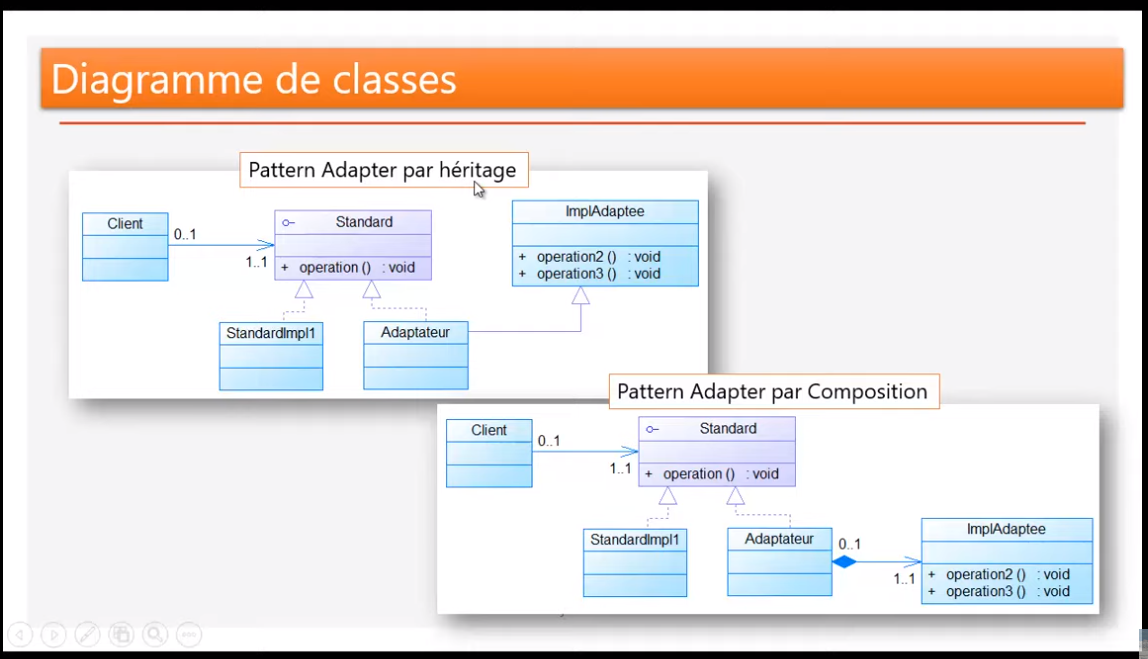 Diagramme de classes
Pattern Adapter par héritage
Client
0..1
1..1
Standard
+ operation () : void
ImplAdaptee
+ operation2 () : void
+ operation3 () : void
StandardImpl1
Adaptateur
Pattern Adapter par Composition
Client
0..1
1..1
Standard
+ operation () : void
StandardImpl1
Adaptateur
0..1
1..1
ImplAdaptee
+ operation2 () : void
+ operation3 () : void